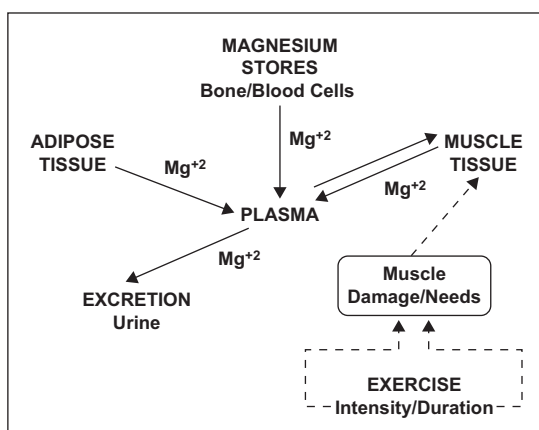 MAGNESIUM
STORES
Bone/Blood Cells
Mg⁺²
ADIPOSE
TISSUE
Mg⁺²
MUSCLE
TISSUE
Mg⁺²
PLASMA
Mg⁺²
EXCRETION
Urine
Muscle
Damage/Needs
EXERCISE
Intensity/Duration